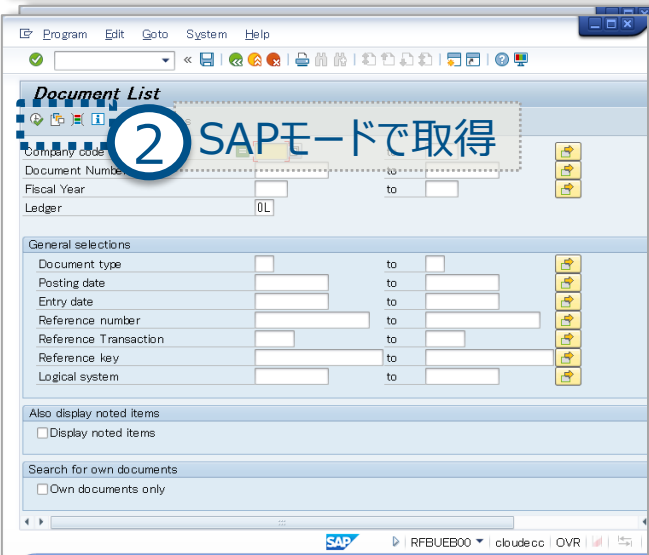 Program Edit Goto System Help
Document List
2 SAPモードで取得
Company code
Document Number to
Fiscal Year to
Ledger 0L
General selections
Document type to
Posting date to
Entry date to
Reference number to
Reference Transaction to
Reference key to
Logical system to
Also display noted items
Display noted items
Search for own documents
Own documents only
SAP RFBUEB00 cloudecc OVR